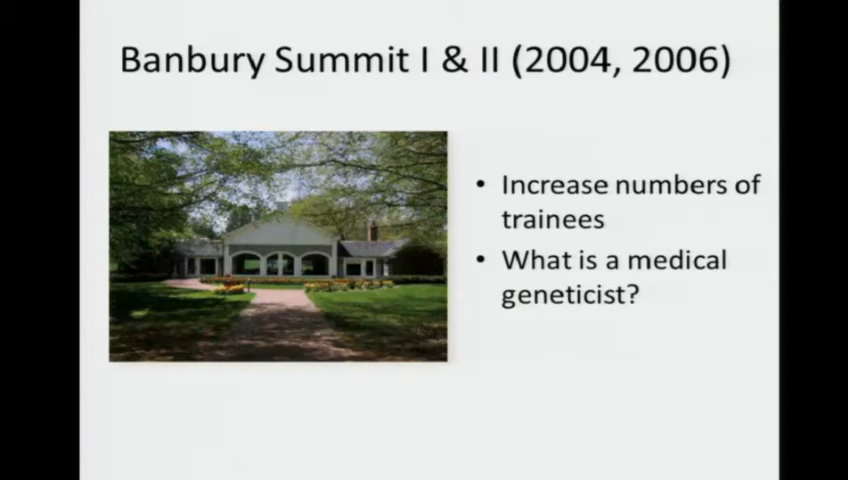 Banbury Summit I & II (2004, 2006)
• Increase numbers of
trainees
• What is a medical
geneticist?